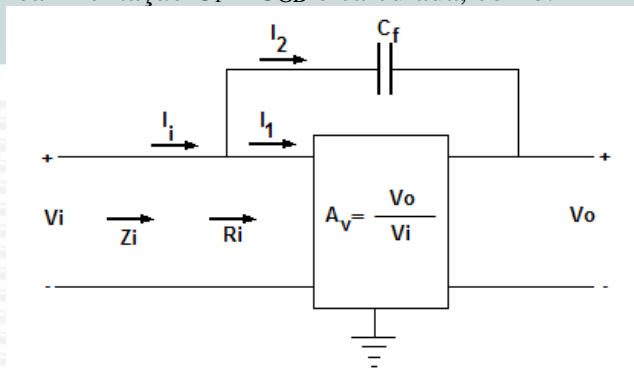 I2
Cf
Ii
I1
+ +
Av= Vo
Vi
Vi Zi Ri Vo
- -